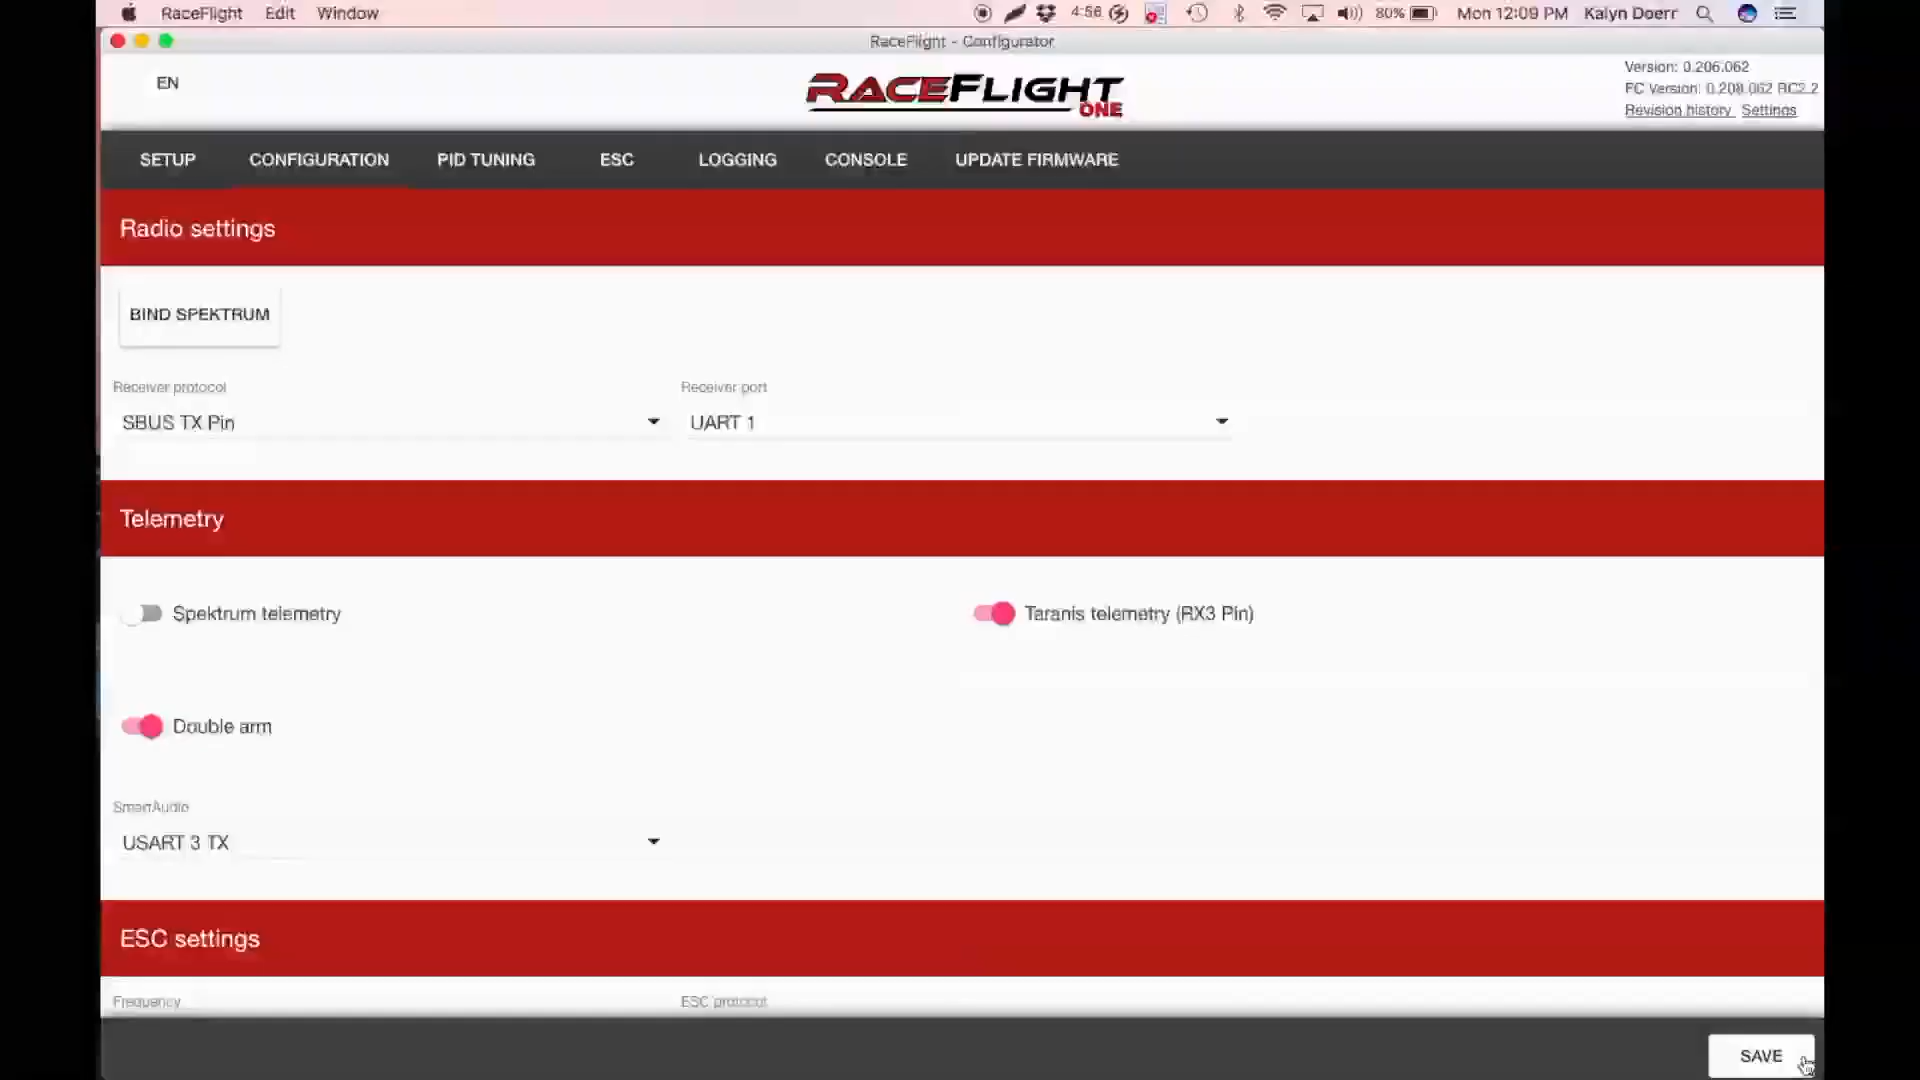 RaceFlight Edit Window 4:56 80% Mon 12:09 PM Kalyn Doerr
RaceFlight - Configurator
EN
RACEFLIGHT
ONE
Version: 0.206.062
FC Version: 0.208.062 RC2.2
Revision history Settings
SETUP CONFIGURATION PID TUNING ESC LOGGING CONSOLE UPDATE FIRMWARE
Radio settings
BIND SPEKTRUM
Receiver protocol Receiver port
SBUS TX Pin UART 1
Telemetry
Spektrum telemetry Taranis telemetry (RX3 Pin)
Double arm
SmartAudio
USART 3 TX
ESC settings
Frequency ESC protocol
SAVE